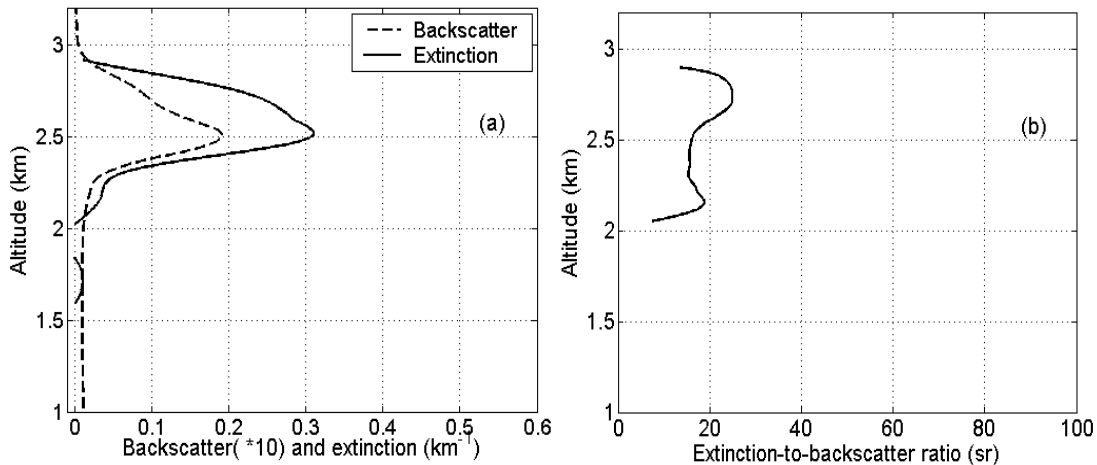 Backscatter
Extinction
(a)
3
2.5
2
1.5
1
Altitude (km)
0
0.1
0.2
0.3
0.4
0.5
0.6
Backscatter( *10) and extinction (km⁻¹)
(b)
3
2.5
2
1.5
1
Altitude (km)
0
20
40
60
80
100
Extinction-to-backscatter ratio (sr)